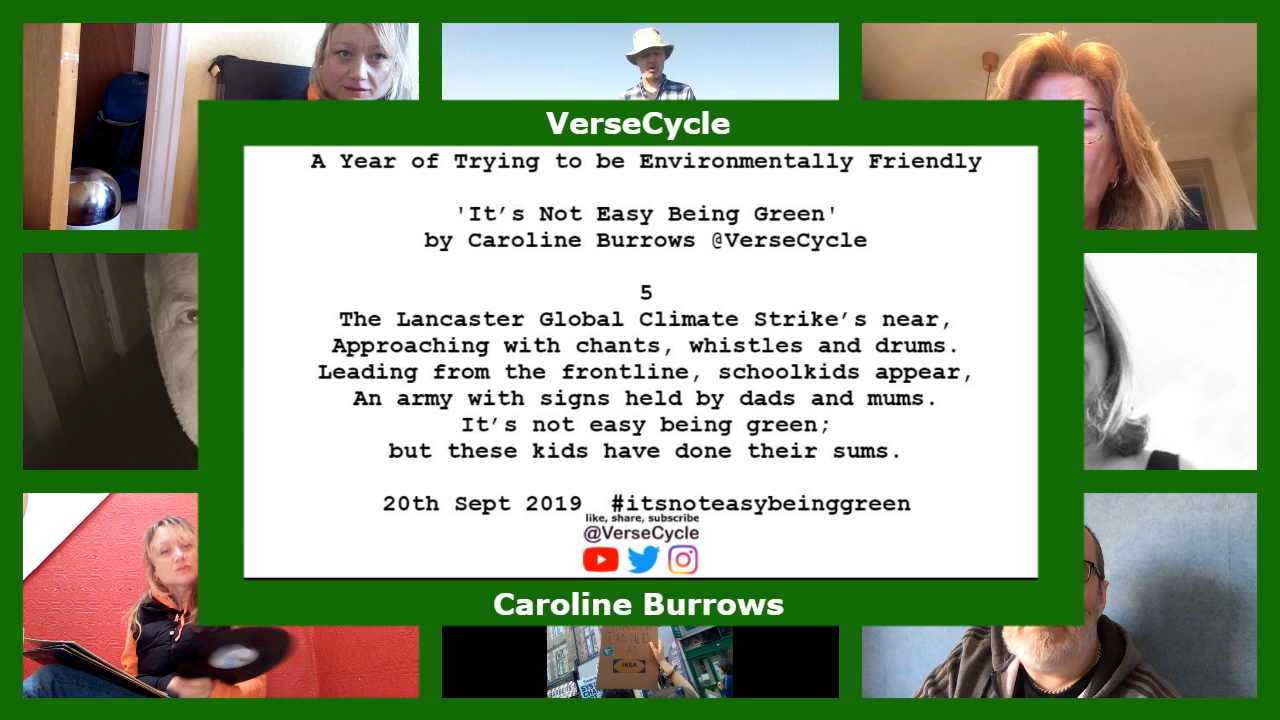 VerseCycle
A Year of Trying to be Environmentally Friendly
'It’s Not Easy Being Green'
by Caroline Burrows @VerseCycle
5
The Lancaster Global Climate Strike’s near,
Approaching with chants, whistles and drums.
Leading from the frontline, schoolkids appear,
An army with signs held by dads and mums.
It’s not easy being green;
but these kids have done their sums.
20th Sept 2019 #itsnoteasybeinggreen
like, share, subscribe
@VerseCycle
Caroline Burrows
IKEA